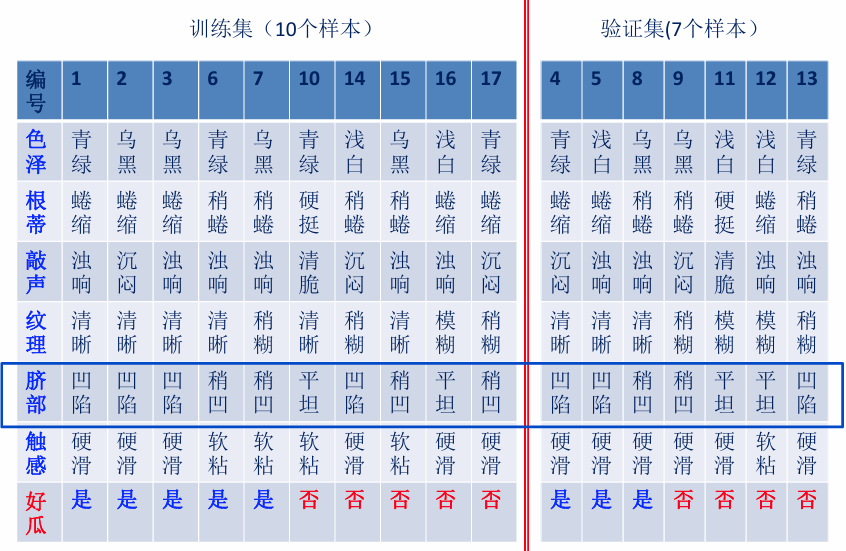 训练集（10个样本） 验证集(7个样本）
编号 1 2 3 6 7 10 14 15 16 17 4 5 8 9 11 12 13
色泽 青绿 乌黑 乌黑 青绿 乌黑 青绿 浅白 乌黑 浅白 青绿 青绿 浅白 乌黑 乌黑 浅白 浅白 青绿
根蒂 蜷缩 蜷缩 蜷缩 稍蜷 稍蜷 硬挺 稍蜷 稍蜷 蜷缩 蜷缩 蜷缩 蜷缩 稍蜷 稍蜷 硬挺 蜷缩 稍蜷
敲声 浊响 沉闷 浊响 浊响 浊响 清脆 沉闷 浊响 浊响 沉闷 沉闷 浊响 浊响 沉闷 清脆 浊响 浊响
纹理 清晰 清晰 清晰 清晰 稍糊 清晰 稍糊 清晰 模糊 稍糊 清晰 清晰 清晰 稍糊 模糊 模糊 稍糊
脐部 凹陷 凹陷 凹陷 稍凹 稍凹 平坦 凹陷 稍凹 平坦 稍凹 凹陷 凹陷 稍凹 稍凹 平坦 平坦 凹陷
触感 硬滑 硬滑 硬滑 软粘 软粘 软粘 硬滑 软粘 硬滑 硬滑 硬滑 硬滑 硬滑 硬滑 硬滑 软粘 硬滑
好瓜 是 是 是 是 是 否 否 否 否 否 是 是 是 否 否 否 否